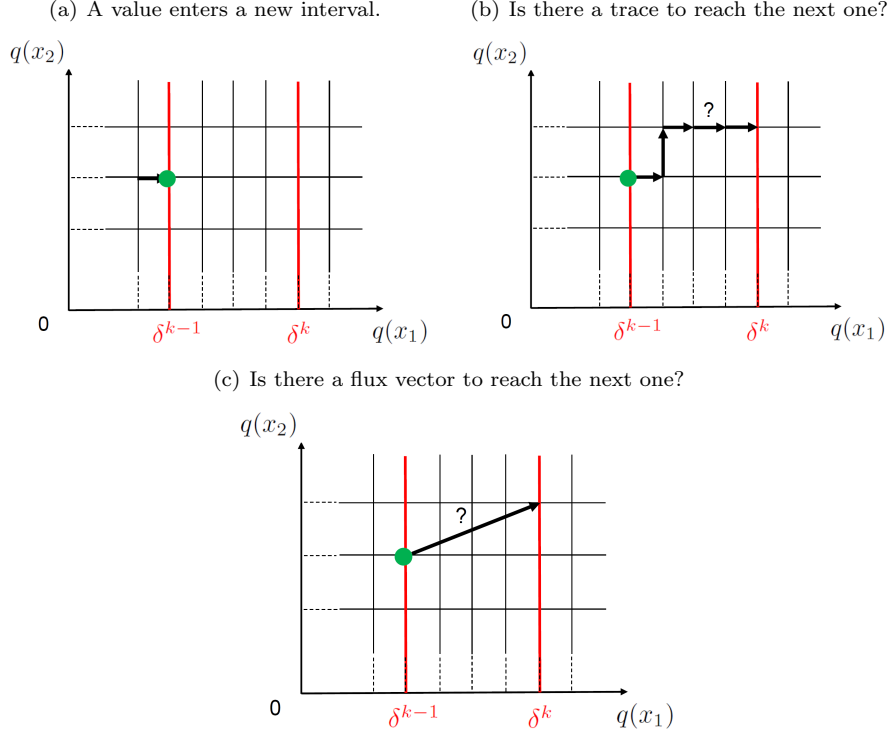 (a) A value enters a new interval.
(b) Is there a trace to reach the next one?
q(x₂)
0
δᵏ⁻¹
δᵏ
q(x₁)
q(x₂)
?
0
δᵏ⁻¹
δᵏ
q(x₁)
(c) Is there a flux vector to reach the next one?
q(x₂)
?
0
δᵏ⁻¹
δᵏ
q(x₁)